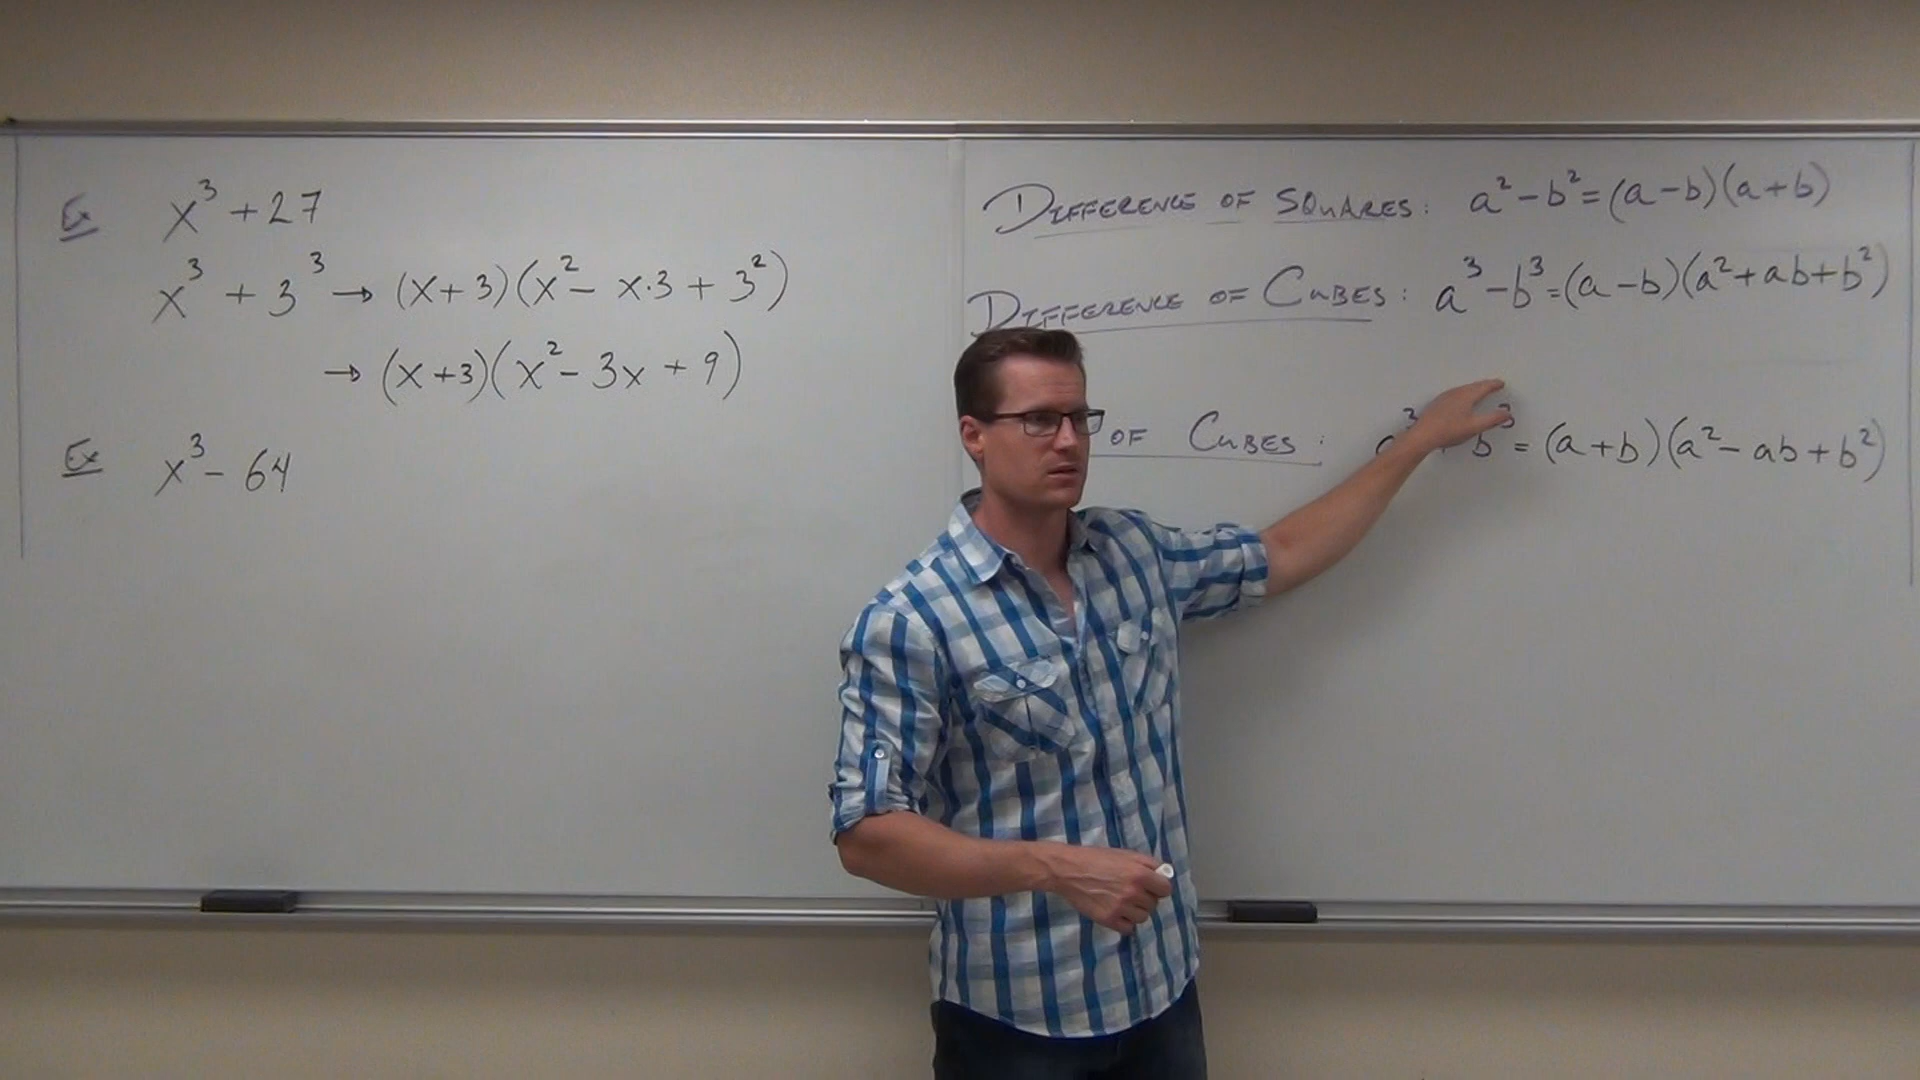 Ex x³ + 27
x³ + 3³ → (x+3)(x² - x·3 + 3²)
→ (x+3)(x² - 3x + 9)
Ex x³ - 64
DIFFERENCE OF SQUARES: a² - b² = (a-b)(a+b)
DIFFERENCE OF CUBES: a³ - b³ = (a-b)(a² + ab + b²)
OF CUBES: b³ = (a+b)(a² - ab + b²)